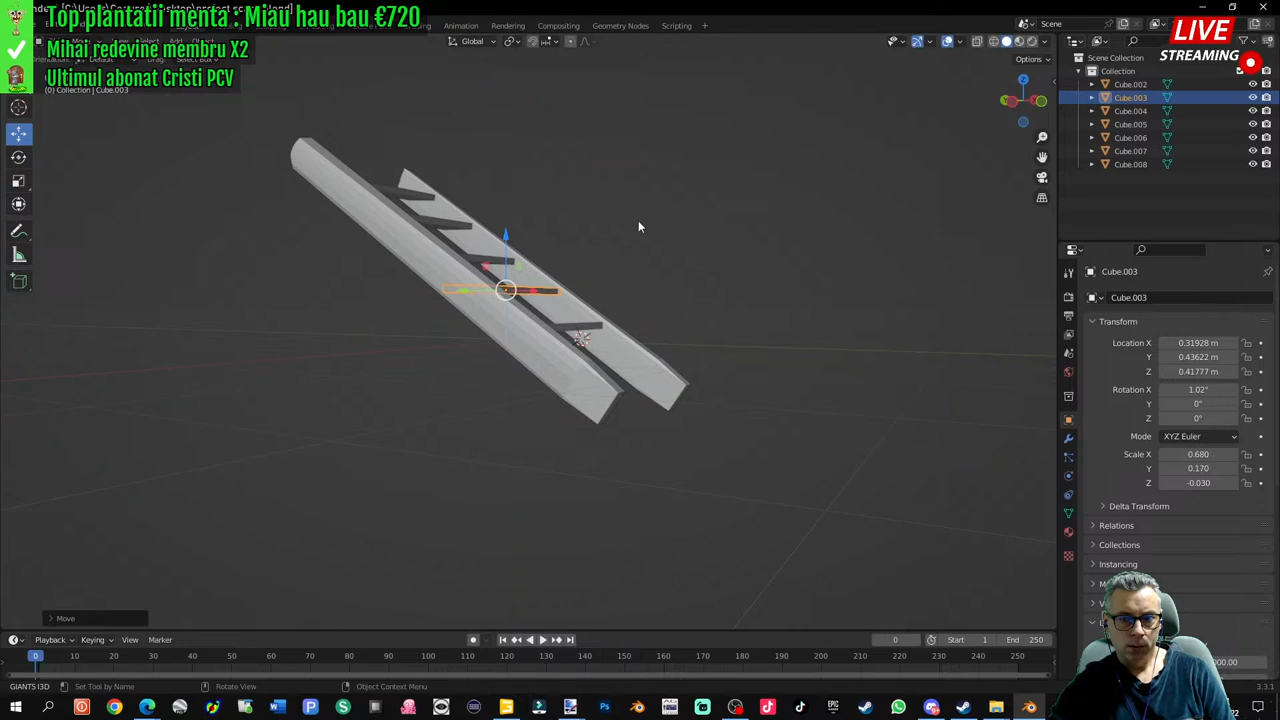 Top plantatii menta : Miau hau bau €720
Mihai redevine membru X2
Ultimul abonat Cristi PCV
LIVE
STREAMING
Animation
Rendering
Compositing
Geometry Nodes
Scripting
+
Scene
Global
Options
(0) Collection | Cube.003
Scene Collection
Collection
Cube.002
Cube.003
Cube.004
Cube.005
Cube.006
Cube.007
Cube.008
Z
Cube.003
Cube.003
Transform
Location X 0.31928 m
Y 0.43622 m
Z 0.41777 m
Rotation X 1.02°
Y 0°
Z 0°
Mode XYZ Euler
Scale X 0.680
Y 0.170
Z -0.030
Delta Transform
Relations
Collections
Instancing
Move
Playback Keying View Marker
0
Start 1
End 250
0 10 20 30 40 50 60 70 80 90 100 110 120 130 140 150 160 170 180 190 200 210 220 230 240 250
GIANTS I3D
Set Tool by Name
Rotate View
Object Context Menu
3.3.1